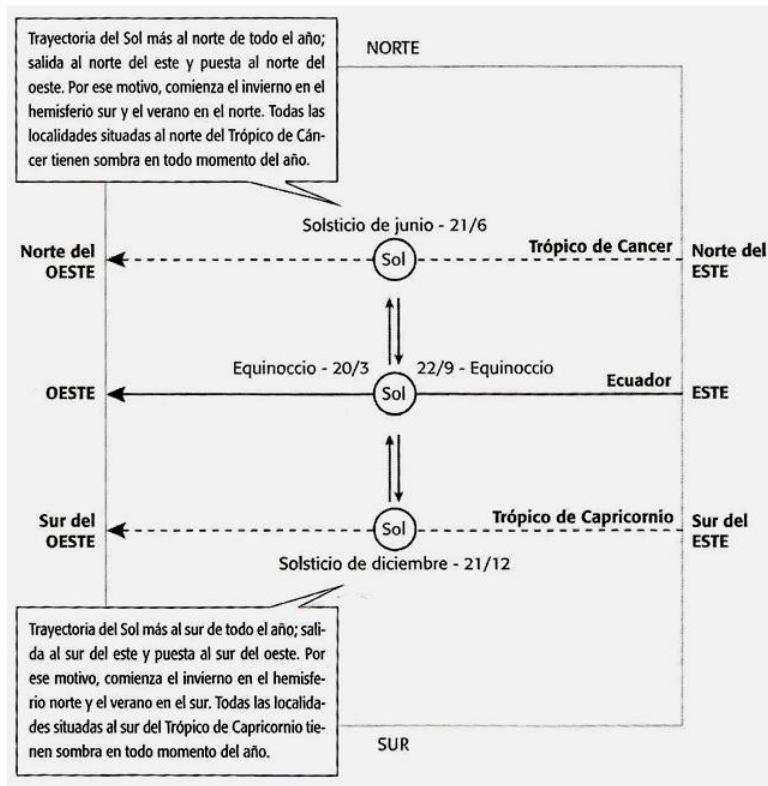 Trayectoria del Sol más al norte de todo el año;
salida al norte del este y puesta al norte del
oeste. Por ese motivo, comienza el invierno en el
hemisferio sur y el verano en el norte. Todas las
localidades situadas al norte del Trópico de Cán-
cer tienen sombra en todo momento del año.
NORTE
Solsticio de junio - 21/6
Norte del
OESTE
Sol
Trópico de Cancer
Norte del
ESTE
Equinoccio - 20/3
22/9 - Equinoccio
OESTE
Sol
Ecuador
ESTE
Sur del
OESTE
Sol
Trópico de Capricornio
Sur del
ESTE
Solsticio de diciembre - 21/12
Trayectoria del Sol más al sur de todo el año; sali-
da al sur del este y puesta al sur del oeste. Por
ese motivo, comienza el invierno en el hemisfe-
rio norte y el verano en el sur. Todas las localida-
des situadas al sur del Trópico de Capricornio tie-
nen sombra en todo momento del año.
SUR